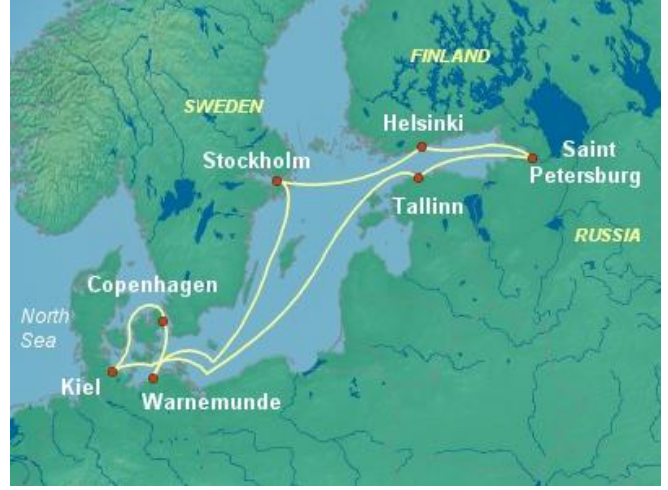 FINLAND
SWEDEN
Helsinki
Stockholm
Saint
Petersburg
Tallinn
RUSSIA
Copenhagen
North
Sea
Kiel
Warnemunde